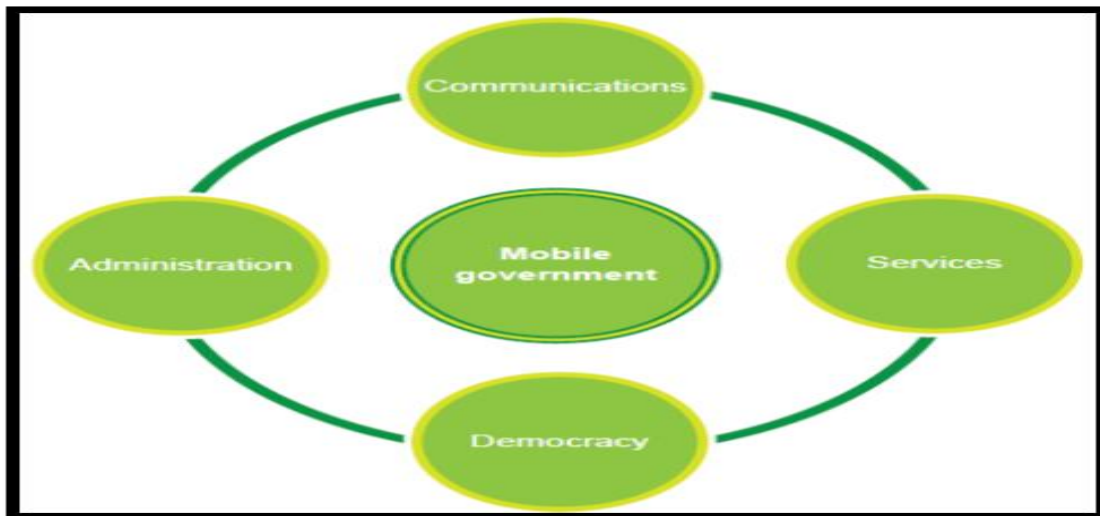 Communications
Administration
Mobile
government
Services
Democracy